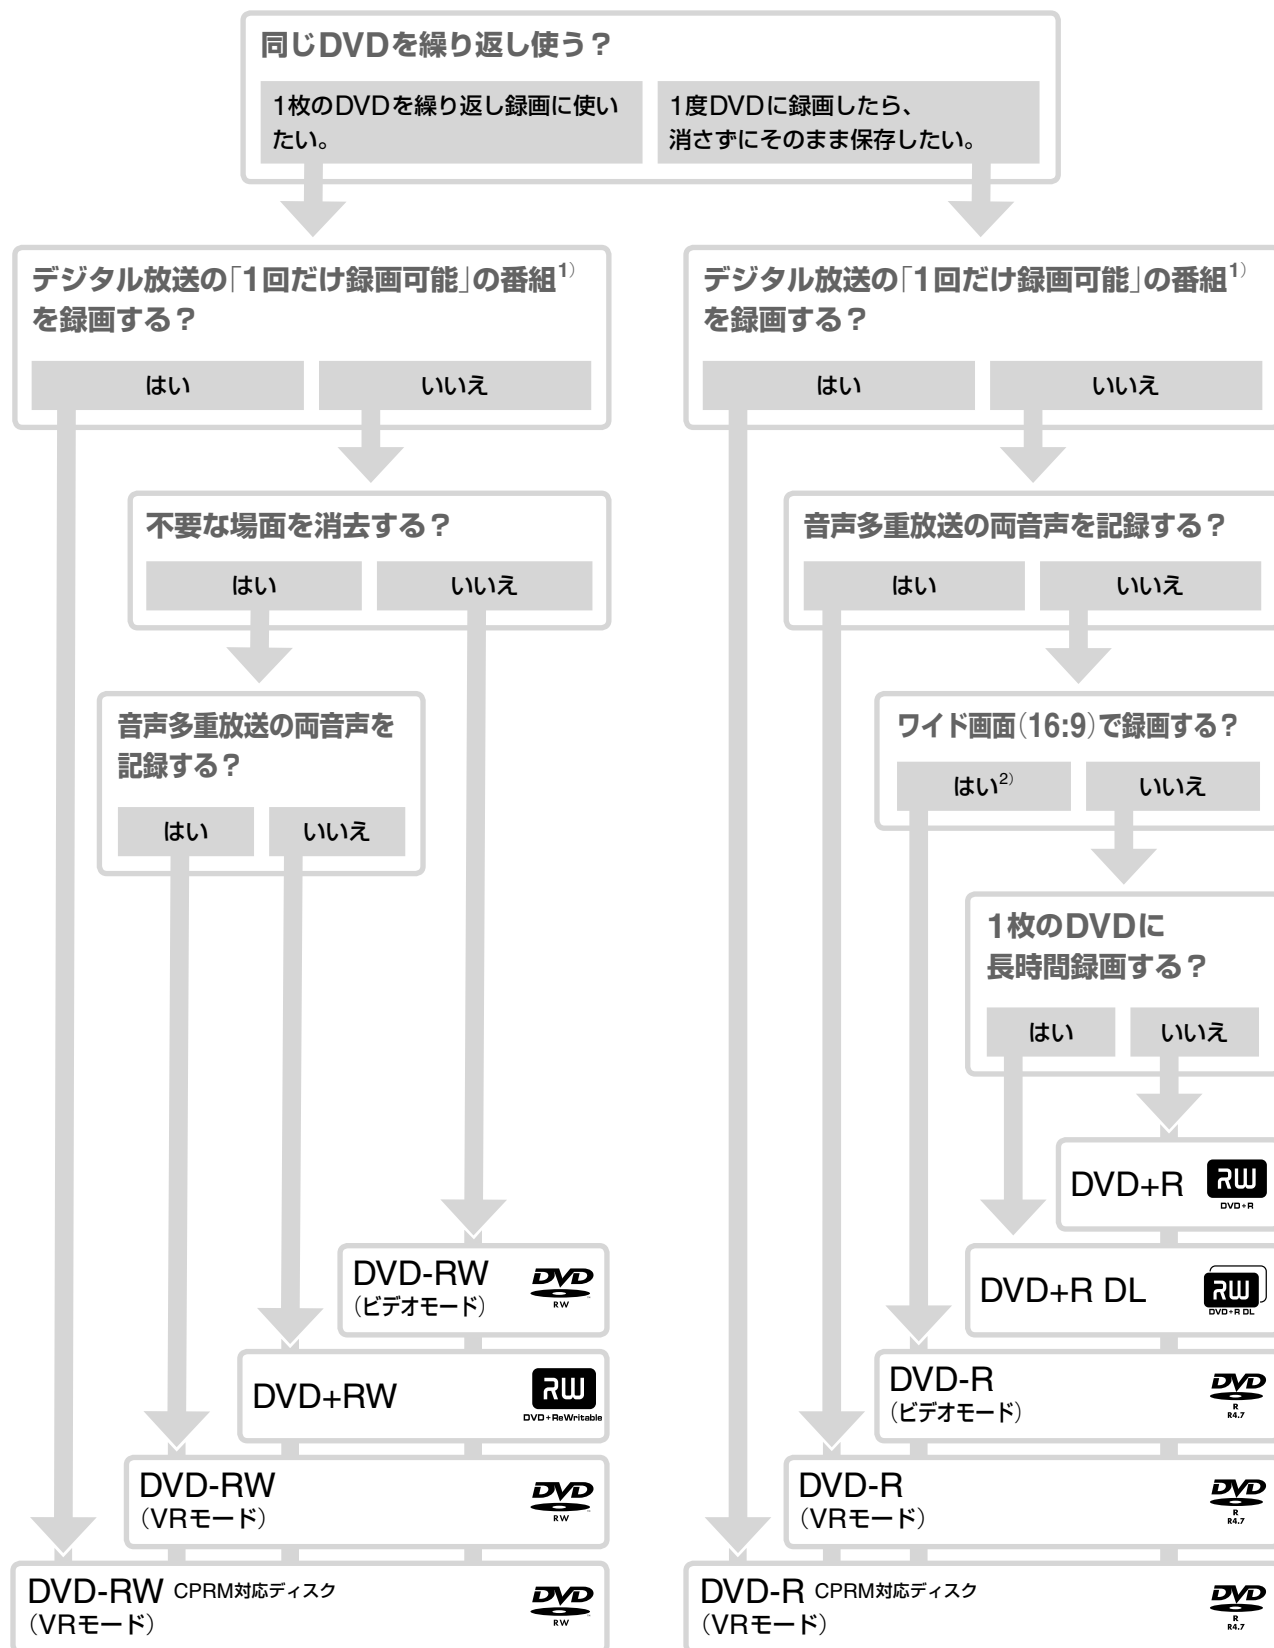 同じDVDを繰り返し使う？
1枚のDVDを繰り返し録画に使い
たい。
1度DVDに録画したら、
消さずにそのまま保存したい。
デジタル放送の「1回だけ録画可能」の番組1）
を録画する？
はい
いいえ
不要な場面を消去する？
はい
いいえ
音声多重放送の両音声を
記録する？
はい
いいえ
DVD-RW
（ビデオモード）
DVD
RW
DVD+RW
RW
DVD+ReWritable
DVD-RW
（VRモード）
DVD
RW
DVD-RW CPRM対応ディスク
（VRモード）
DVD
RW
デジタル放送の「1回だけ録画可能」の番組1）
を録画する？
はい
いいえ
音声多重放送の両音声を記録する？
はい
いいえ
ワイド画面（16:9）で録画する？
はい2）
いいえ
1枚のDVDに
長時間録画する？
はい
いいえ
DVD+R
RW
DVD+R
DVD+R DL
RW
DVD+R DL
DVD-R
（ビデオモード）
DVD
R
R4.7
DVD-R
（VRモード）
DVD
R
R4.7
DVD-R CPRM対応ディスク
（VRモード）
DVD
R
R4.7